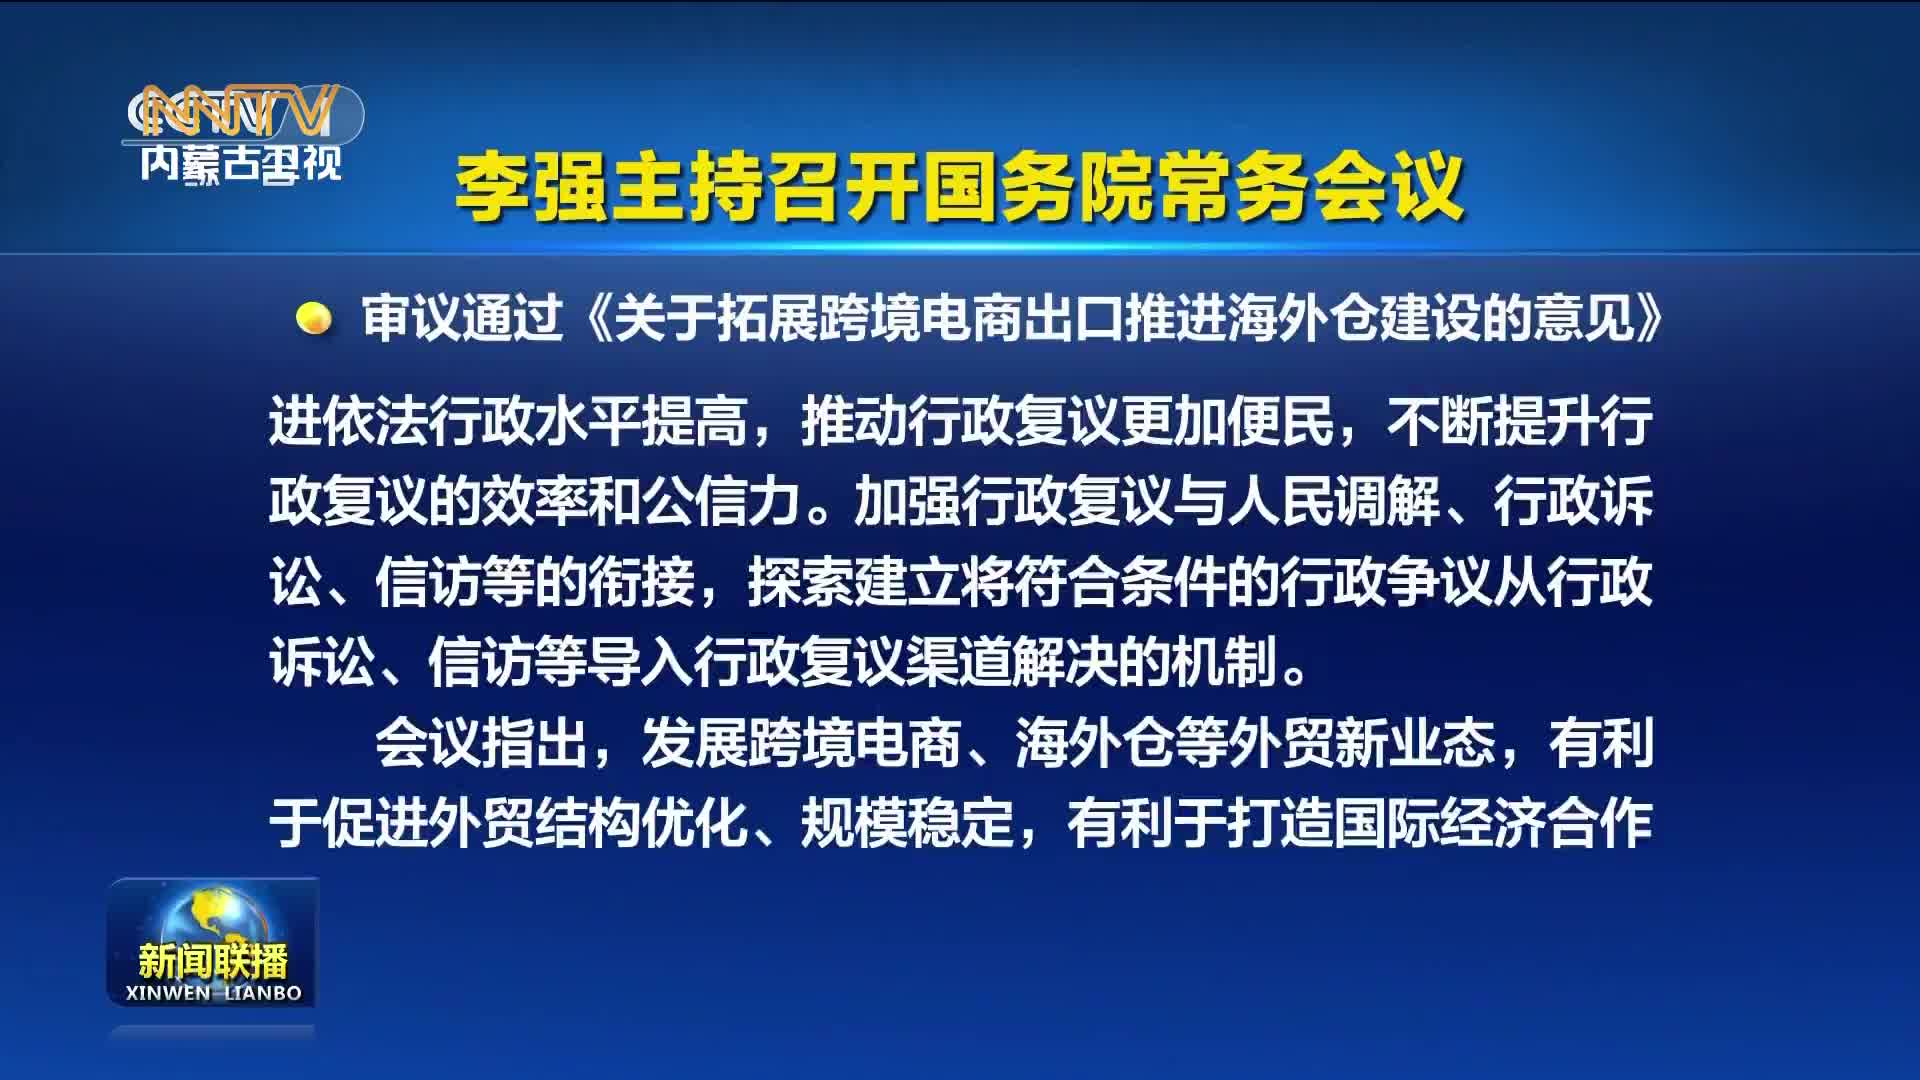 NNTV
内蒙古卫视
李强主持召开国务院常务会议
审议通过《关于拓展跨境电商出口推进海外仓建设的意见》
进依法行政水平提高，推动行政复议更加便民，不断提升行
政复议的效率和公信力。加强行政复议与人民调解、行政诉
讼、信访等的衔接，探索建立将符合条件的行政争议从行政
诉讼、信访等导入行政复议渠道解决的机制。
会议指出，发展跨境电商、海外仓等外贸新业态，有利
于促进外贸结构优化、规模稳定，有利于打造国际经济合作
新闻联播
XINWEN LIANBO